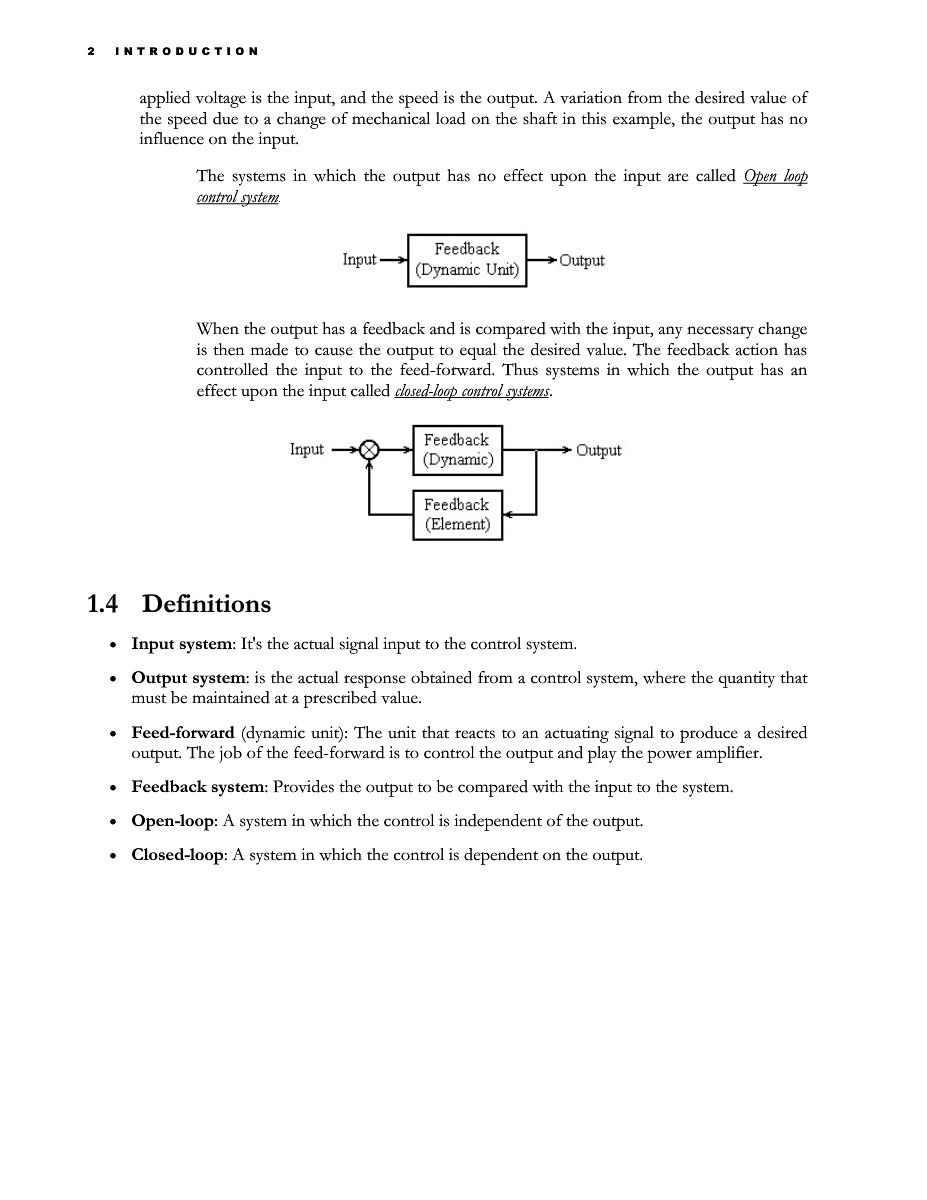 2 INTRODUCTION
applied voltage is the input, and the speed is the output. A variation from the desired value of
the speed due to a change of mechanical load on the shaft in this example, the output has no
influence on the input.
The systems in which the output has no effect upon the input are called Open loop
control system.
Input
Feedback
(Dynamic Unit)
Output
When the output has a feedback and is compared with the input, any necessary change
is then made to cause the output to equal the desired value. The feedback action has
controlled the input to the feed-forward. Thus systems in which the output has an
effect upon the input called closed-loop control systems.
Input
Feedback
(Dynamic)
Output
Feedback
(Element)
1.4 Definitions
• Input system: It's the actual signal input to the control system.
• Output system: is the actual response obtained from a control system, where the quantity that
must be maintained at a prescribed value.
• Feed-forward (dynamic unit): The unit that reacts to an actuating signal to produce a desired
output. The job of the feed-forward is to control the output and play the power amplifier.
• Feedback system: Provides the output to be compared with the input to the system.
• Open-loop: A system in which the control is independent of the output.
• Closed-loop: A system in which the control is dependent on the output.